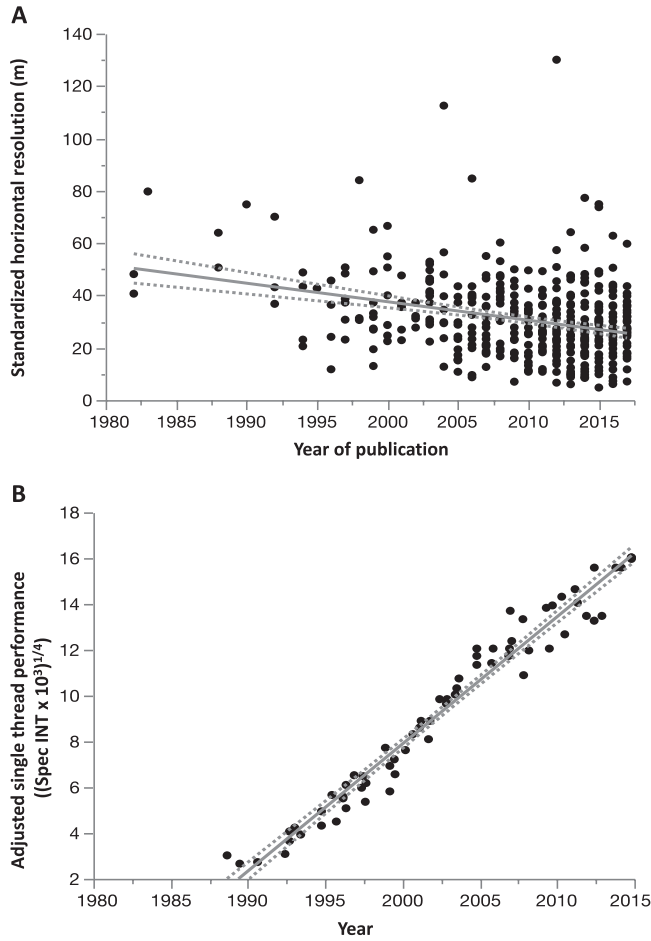 A
Standardized horizontal resolution (m)
140
120
100
80
60
40
20
0
1980 1985 1990 1995 2000 2005 2010 2015
Year of publication
B
Adjusted single thread performance
((Spec INT x 10³)¹/⁴)
18
16
14
12
10
8
6
4
2
1980 1985 1990 1995 2000 2005 2010 2015
Year